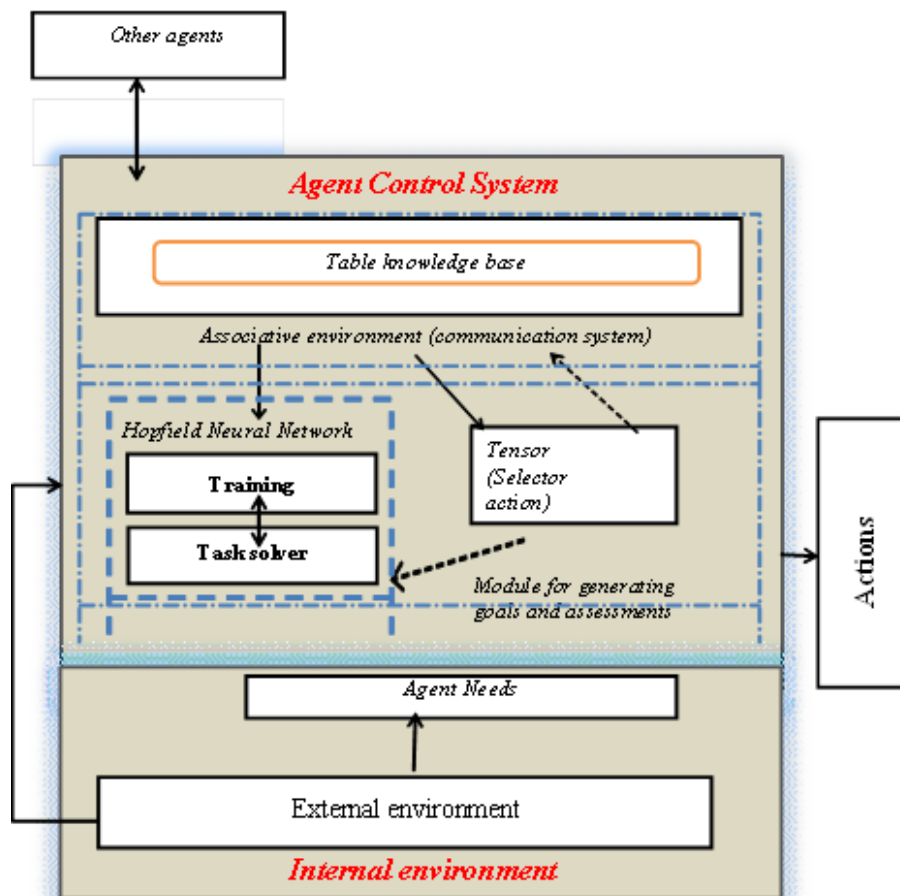 Other agents
Agent Control System
Table knowledge base
Associative environment (communication system)
Hopfield Neural Network
Training
Task solver
Tensor
(Selector
action)
Module for generating
goals and assessments
Actions
Agent Needs
External environment
Internal environment